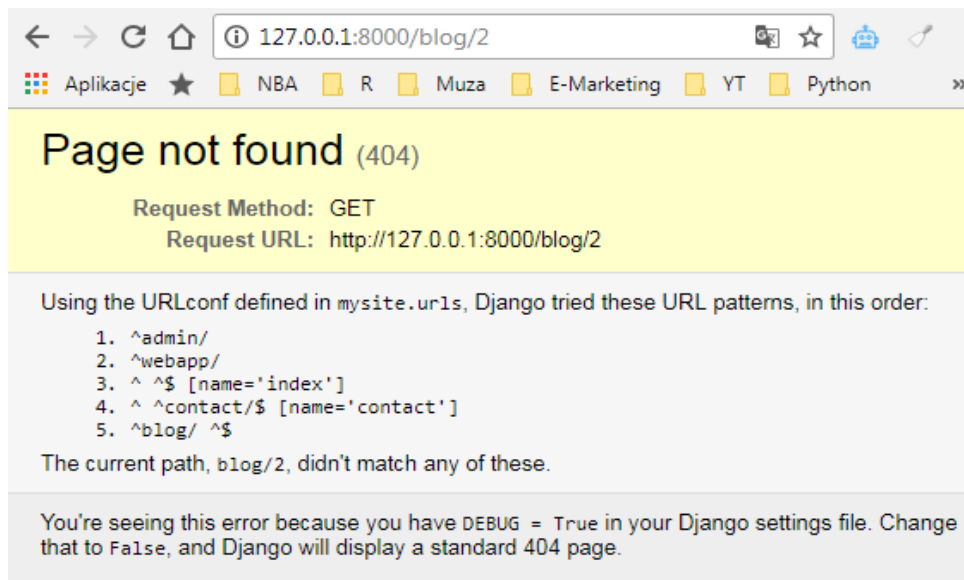 127.0.0.1:8000/blog/2
Aplikacje NBA R Muza E-Marketing YT Python »
Page not found (404)
Request Method: GET
Request URL: http://127.0.0.1:8000/blog/2
Using the URLconf defined in mysite.urls, Django tried these URL patterns, in this order:
1. ^admin/
2. ^webapp/
3. ^ ^$ [name='index']
4. ^ ^contact/$ [name='contact']
5. ^blog/ ^$
The current path, blog/2, didn't match any of these.
You're seeing this error because you have DEBUG = True in your Django settings file. Change
that to False, and Django will display a standard 404 page.